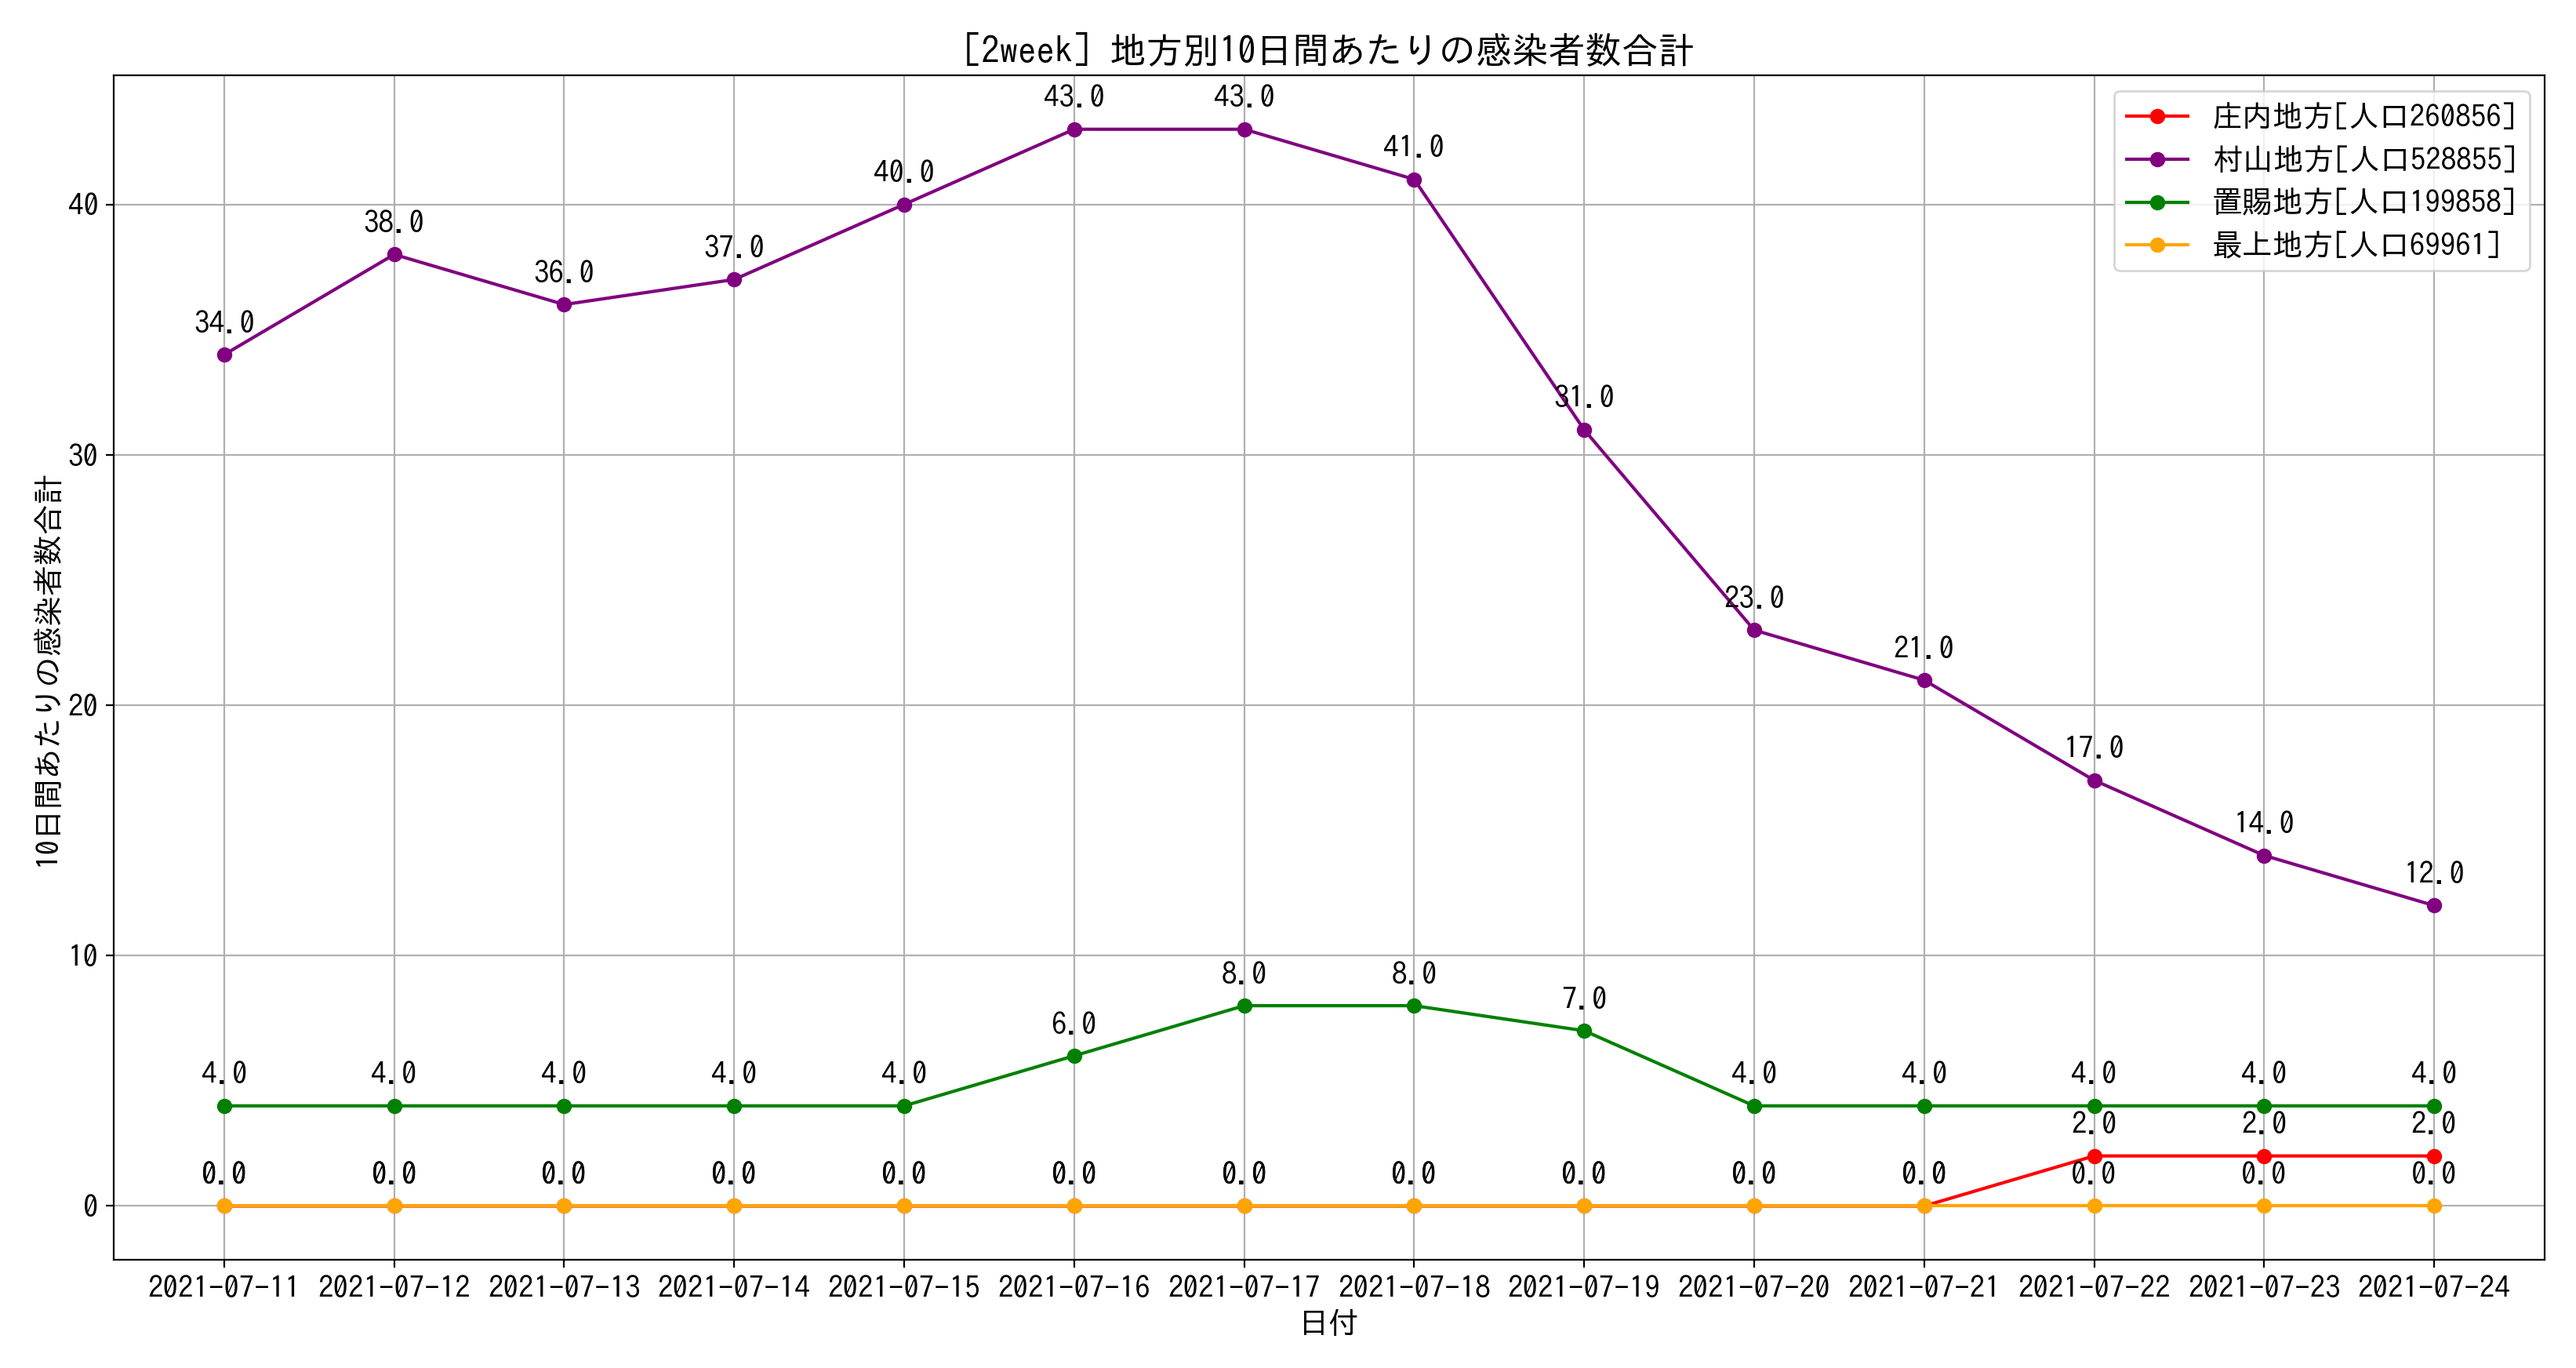 [2week] 地方別10日間あたりの感染者数合計
庄内地方[人口260856]
村山地方[人口528855]
置賜地方[人口199858]
最上地方[人口69961]
10日間あたりの感染者数合計
40
30
20
10
0
34.0 38.0 36.0 37.0 40.0 43.0 43.0 41.0 31.0 23.0 21.0 17.0 14.0 12.0
4.0 4.0 4.0 4.0 4.0 6.0 8.0 8.0 7.0 4.0 4.0 4.0 4.0 4.0
2.0 2.0 2.0
0.0 0.0 0.0 0.0 0.0 0.0 0.0 0.0 0.0 0.0 0.0 0.0 0.0 0.0
2021-07-11 2021-07-12 2021-07-13 2021-07-14 2021-07-15 2021-07-16 2021-07-17 2021-07-18 2021-07-19 2021-07-20 2021-07-21 2021-07-22 2021-07-23 2021-07-24
日付